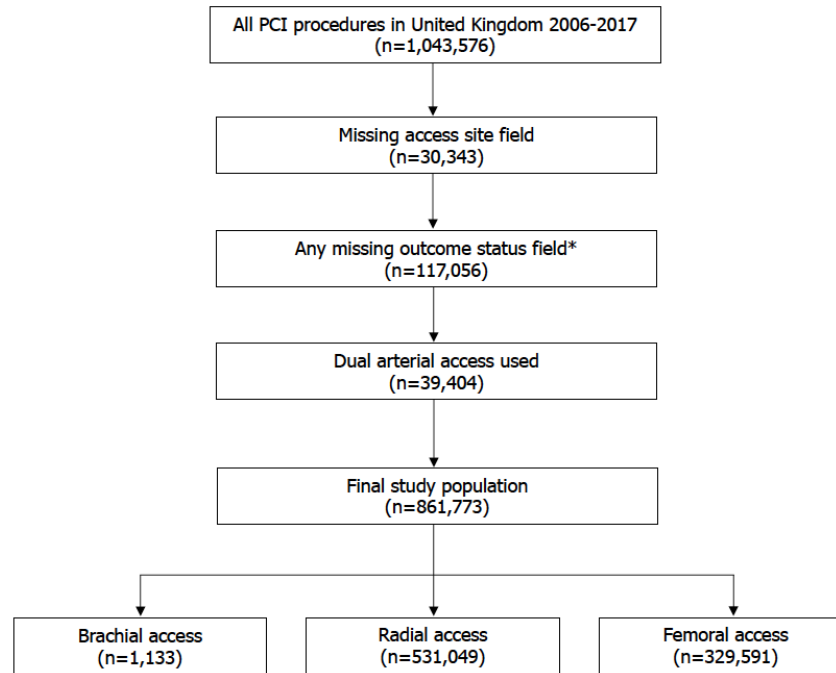 All PCI procedures in United Kingdom 2006-2017
(n=1,043,576)
Missing access site field
(n=30,343)
Any missing outcome status field*
(n=117,056)
Dual arterial access used
(n=39,404)
Final study population
(n=861,773)
Brachial access
(n=1,133)
Radial access
(n=531,049)
Femoral access
(n=329,591)